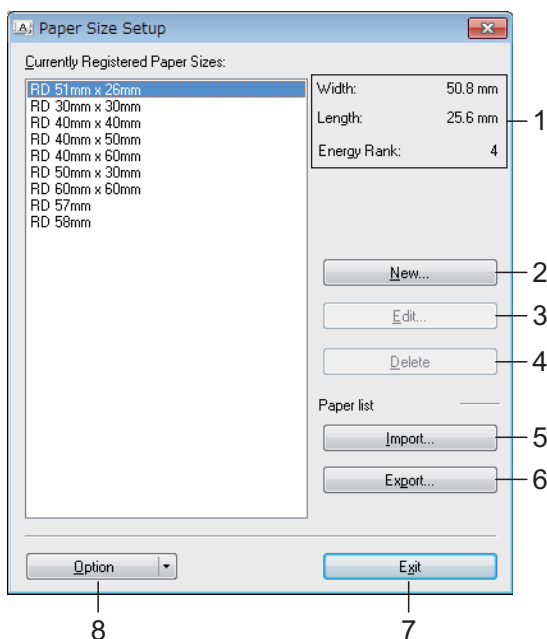 Paper Size Setup
Currently Registered Paper Sizes:
RD 51mm x 26mm
RD 30mm x 30mm
RD 40mm x 40mm
RD 40mm x 50mm
RD 40mm x 60mm
RD 50mm x 30mm
RD 60mm x 60mm
RD 57mm
RD 58mm
Width: 50.8 mm
Length: 25.6 mm
Energy Rank: 4
1
New... 2
Edit... 3
Delete 4
Paper list
Import... 5
Export... 6
Option Exit
8 7